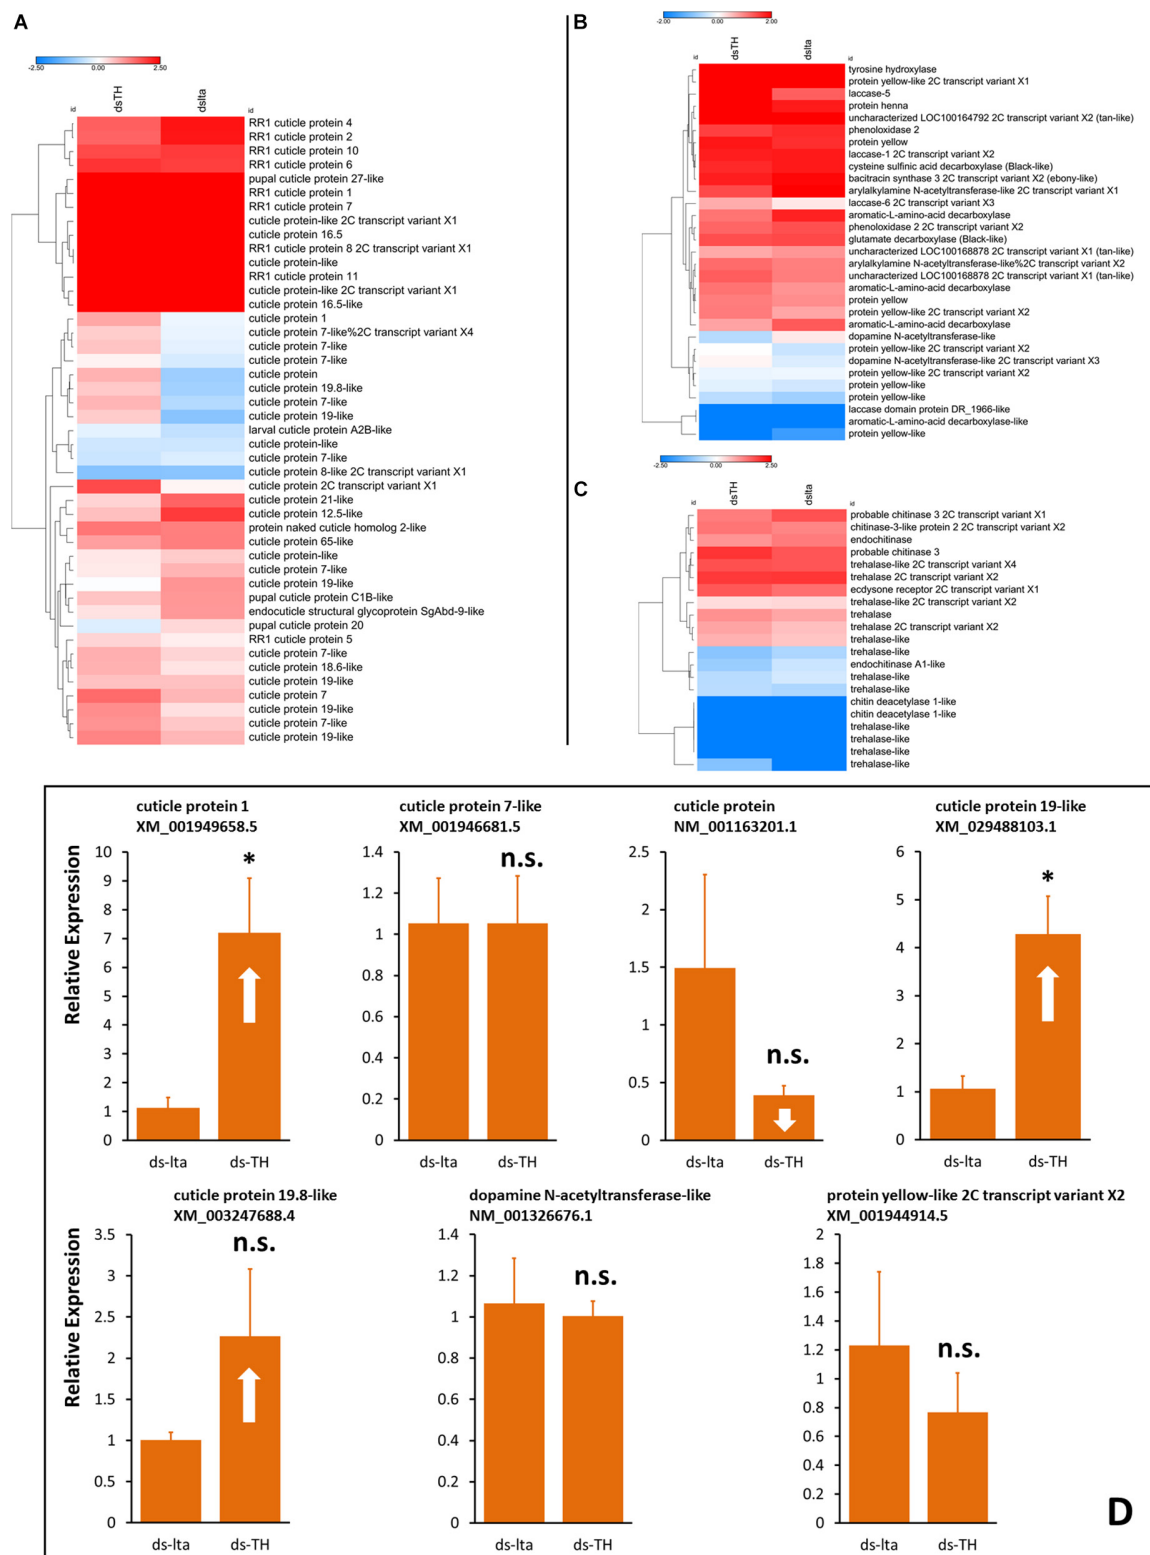 A
-2.50 0.00 2.50
id dsTH dsIta id
RR1 cuticle protein 4
RR1 cuticle protein 2
RR1 cuticle protein 10
RR1 cuticle protein 6
pupal cuticle protein 27-like
RR1 cuticle protein 1
RR1 cuticle protein 7
cuticle protein-like 2C transcript variant X1
cuticle protein 16.5
RR1 cuticle protein 8 2C transcript variant X1
cuticle protein-like
RR1 cuticle protein 11
cuticle protein-like 2C transcript variant X1
cuticle protein 16.5-like
cuticle protein 1
cuticle protein 7-like%2C transcript variant X4
cuticle protein 7-like
cuticle protein 7-like
cuticle protein
cuticle protein 19.8-like
cuticle protein 7-like
cuticle protein 19-like
larval cuticle protein A2B-like
cuticle protein-like
cuticle protein 7-like
cuticle protein 8-like 2C transcript variant X1
cuticle protein 2C transcript variant X1
cuticle protein 21-like
cuticle protein 12.5-like
protein naked cuticle homolog 2-like
cuticle protein 65-like
cuticle protein-like
cuticle protein 7-like
cuticle protein 19-like
pupal cuticle protein C1B-like
endocuticle structural glycoprotein SgAbd-9-like
pupal cuticle protein 20
RR1 cuticle protein 5
cuticle protein 7-like
cuticle protein 18.6-like
cuticle protein 19-like
cuticle protein 7
cuticle protein 19-like
cuticle protein 7-like
cuticle protein 19-like
B
-2.00 0.00 2.00
id dsTH dsIta id
tyrosine hydroxylase
protein yellow-like 2C transcript variant X1
laccase-5
protein henna
uncharacterized LOC100164792 2C transcript variant X2 (tan-like)
phenoloxidase 2
protein yellow
laccase-1 2C transcript variant X2
cysteine sulfinic acid decarboxylase (Black-like)
bacitracin synthase 3 2C transcript variant X2 (ebony-like)
arylalkylamine N-acetyltransferase-like 2C transcript variant X1
laccase-6 2C transcript variant X3
aromatic-L-amino-acid decarboxylase
phenoloxidase 2 2C transcript variant X2
glutamate decarboxylase (Black-like)
uncharacterized LOC100168878 2C transcript variant X1 (tan-like)
arylalkylamine N-acetyltransferase-like%2C transcript variant X2
uncharacterized LOC100168878 2C transcript variant X1 (tan-like)
aromatic-L-amino-acid decarboxylase
protein yellow
protein yellow-like 2C transcript variant X2
aromatic-L-amino-acid decarboxylase
dopamine N-acetyltransferase-like
protein yellow-like 2C transcript variant X2
dopamine N-acetyltransferase-like 2C transcript variant X3
protein yellow-like 2C transcript variant X2
protein yellow-like
protein yellow-like
laccase domain protein DR_1966-like
aromatic-L-amino-acid decarboxylase-like
protein yellow-like
C
-2.50 0.00 2.50
id dsTH dsIta id
probable chitinase 3 2C transcript variant X1
chitinase-3-like protein 2 2C transcript variant X2
endochitinase
probable chitinase 3
trehalase-like 2C transcript variant X4
trehalase 2C transcript variant X2
ecdysone receptor 2C transcript variant X1
trehalase-like 2C transcript variant X2
trehalase
trehalase 2C transcript variant X2
trehalase-like
trehalase-like
endochitinase A1-like
trehalase-like
trehalase-like
chitin deacetylase 1-like
chitin deacetylase 1-like
trehalase-like
trehalase-like
trehalase-like
trehalase-like
cuticle protein 1
XM_001949658.5
Relative Expression
10
9
8
7
6
5
4
3
2
1
0
*
ds-lta ds-TH
cuticle protein 7-like
XM_001946681.5
1.4
1.2
1
0.8
0.6
0.4
0.2
0
n.s.
ds-lta ds-TH
cuticle protein
NM_001163201.1
2.5
2
1.5
1
0.5
0
n.s.
ds-lta ds-TH
cuticle protein 19-like
XM_029488103.1
6
5
4
3
2
1
0
*
ds-lta ds-TH
cuticle protein 19.8-like
XM_003247688.4
Relative Expression
3.5
3
2.5
2
1.5
1
0.5
0
n.s.
ds-lta ds-TH
dopamine N-acetyltransferase-like
NM_001326676.1
1.4
1.2
1
0.8
0.6
0.4
0.2
0
n.s.
ds-lta ds-TH
protein yellow-like 2C transcript variant X2
XM_001944914.5
2
1.8
1.6
1.4
1.2
1
0.8
0.6
0.4
0.2
0
n.s.
ds-lta ds-TH
D